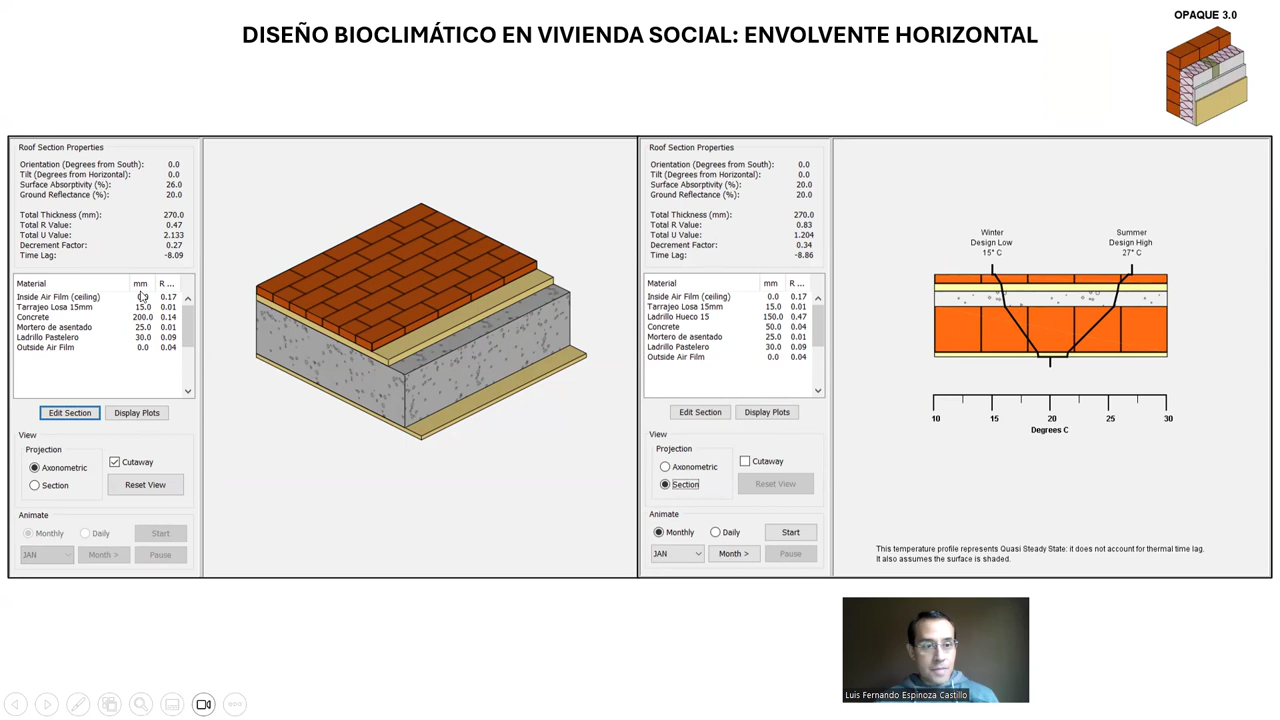 OPAQUE 3.0
DISEÑO BIOCLIMÁTICO EN VIVIENDA SOCIAL: ENVOLVENTE HORIZONTAL
Roof Section Properties
Orientation (Degrees from South): 0.0
Tilt (Degrees from Horizontal): 0.0
Surface Absorptivity (%): 26.0
Ground Reflectance (%): 20.0
Total Thickness (mm): 270.0
Total R Value: 0.47
Total U Value: 2.133
Decrement Factor: 0.27
Time Lag: -8.09
Material mm R ...
Inside Air Film (ceiling) 0.17
Tarrajeo Losa 15mm 15.0 0.01
Concrete 200.0 0.14
Mortero de asentado 25.0 0.01
Ladrillo Pastelero 30.0 0.09
Outside Air Film 0.0 0.04
Edit Section Display Plots
View
Projection
Axonometric
Section
Cutaway
Reset View
Animate
Monthly Daily Start
JAN Month > Pause
Roof Section Properties
Orientation (Degrees from South): 0.0
Tilt (Degrees from Horizontal): 0.0
Surface Absorptivity (%): 20.0
Ground Reflectance (%): 20.0
Total Thickness (mm): 270.0
Total R Value: 0.83
Total U Value: 1.204
Decrement Factor: 0.34
Time Lag: -8.86
Material mm R ...
Inside Air Film (ceiling) 0.0 0.17
Tarrajeo Losa 15mm 15.0 0.01
Ladrillo Hueco 15 150.0 0.47
Concrete 50.0 0.04
Mortero de asentado 25.0 0.01
Ladrillo Pastelero 30.0 0.09
Outside Air Film 0.0 0.04
Edit Section Display Plots
View
Projection
Axonometric
Section
Cutaway
Reset View
Animate
Monthly Daily Start
JAN Month > Pause
Winter
Design Low
15° C
Summer
Design High
27° C
10 15 20 25 30
Degrees C
This temperature profile represents Quasi Steady State: it does not account for thermal time lag.
It also assumes the surface is shaded.
Luis Fernando Espinoza Castillo